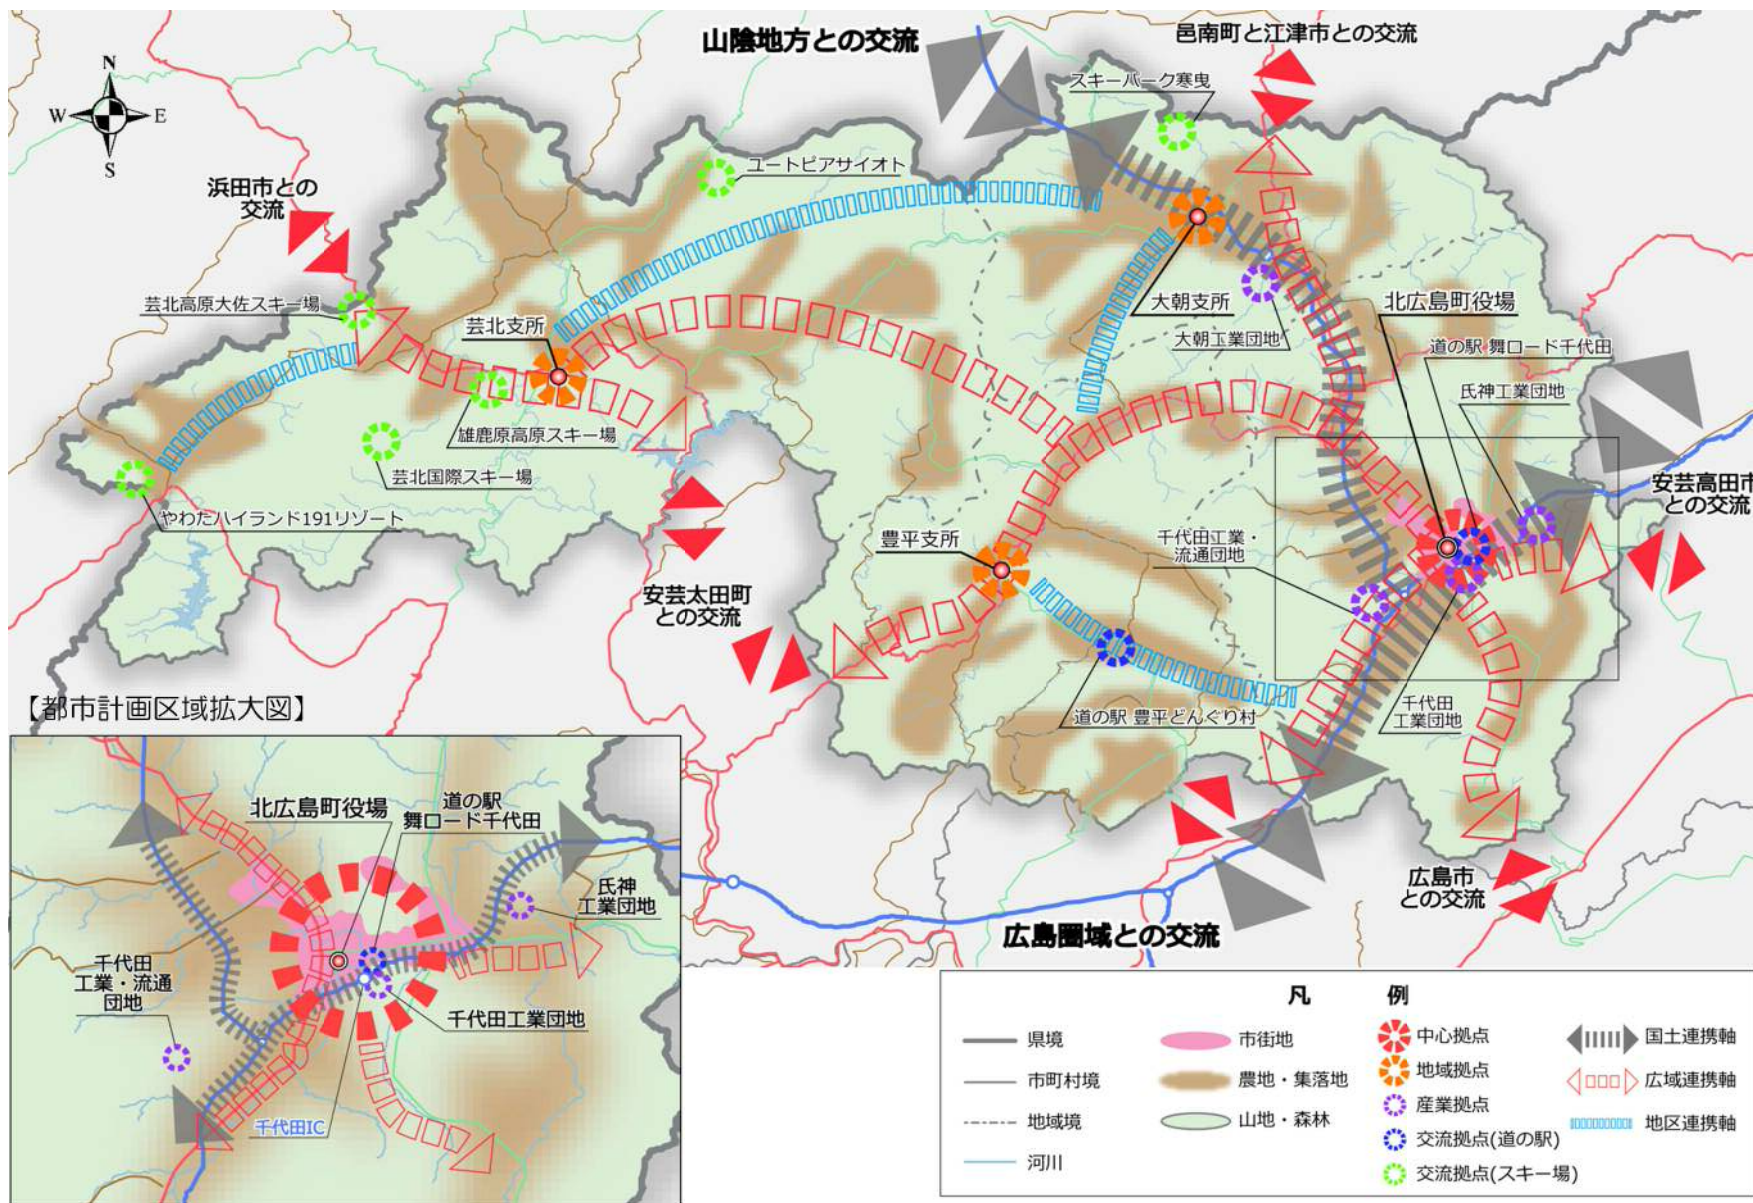 山陰地方との交流
邑南町と江津市との交流
スキーパーク寒曳
N
W
E
S
ユートピアサイオト
浜田市との
交流
芸北高原大佐スキー場
芸北支所
大朝支所
北広島町役場
大朝工業団地
道の駅 舞ロード千代田
氏神工業団地
雄鹿原高原スキー場
芸北国際スキー場
やわたハイランド191リゾート
安芸高田市
との交流
豊平支所
千代田工業・
流通団地
安芸太田町
との交流
千代田
工業団地
道の駅 豊平どんぐり村
【都市計画区域拡大図】
広島市
との交流
広島圏域との交流
北広島町役場
道の駅
舞ロード千代田
氏神
工業団地
千代田
工業・流通
団地
千代田工業団地
千代田IC
凡 例
県境
市町村境
地域境
河川
市街地
農地・集落地
山地・森林
中心拠点
地域拠点
産業拠点
交流拠点(道の駅)
交流拠点(スキー場)
国土連携軸
広域連携軸
地区連携軸